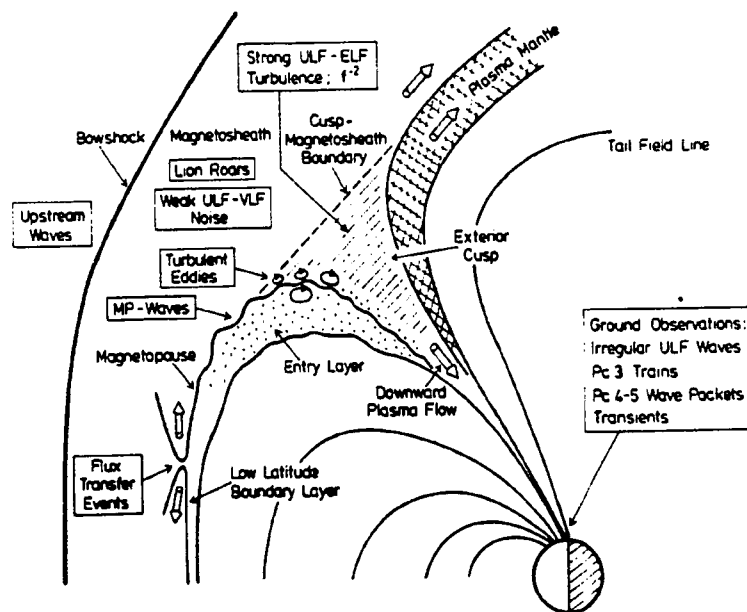 Strong ULF-ELF
Turbulence; f⁻²
Plasma Mantle
Bowshock
Magnetosheath
Cusp-
Magnetosheath
Boundary
Tail Field Line
Lion Roars
Weak ULF-VLF
Noise
Upstream
Waves
Exterior
Cusp
Turbulent
Eddies
MP-Waves
Magnetopause
Entry Layer
Downward
Plasma Flow
Ground Observations:
Irregular ULF Waves
Pc 3 Trains
Pc 4-5 Wave Packets
Transients
Flux
Transfer
Events
Low Latitude
Boundary Layer